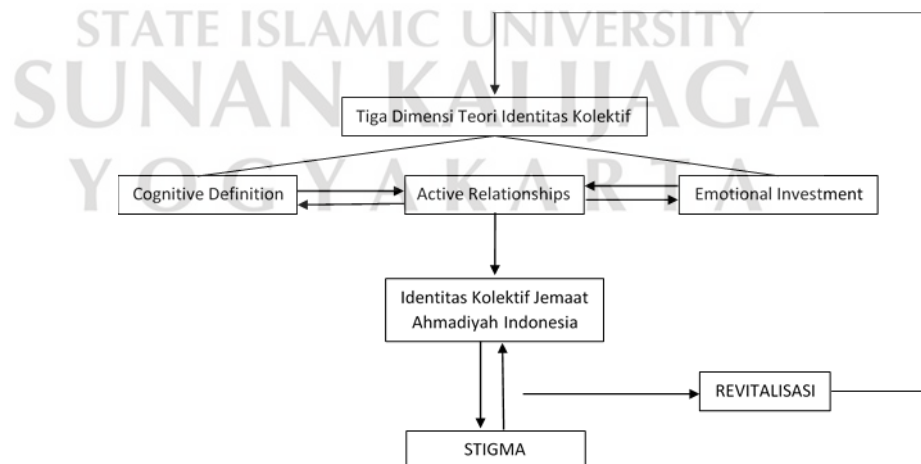 STATE ISLAMIC UNIVERSITY
SUNAN KALIJAGA
YOGYAKARTA
Tiga Dimensi Teori Identitas Kolektif
Cognitive Definition
Active Relationships
Emotional Investment
Identitas Kolektif Jemaat
Ahmadiyah Indonesia
REVITALISASI
STIGMA